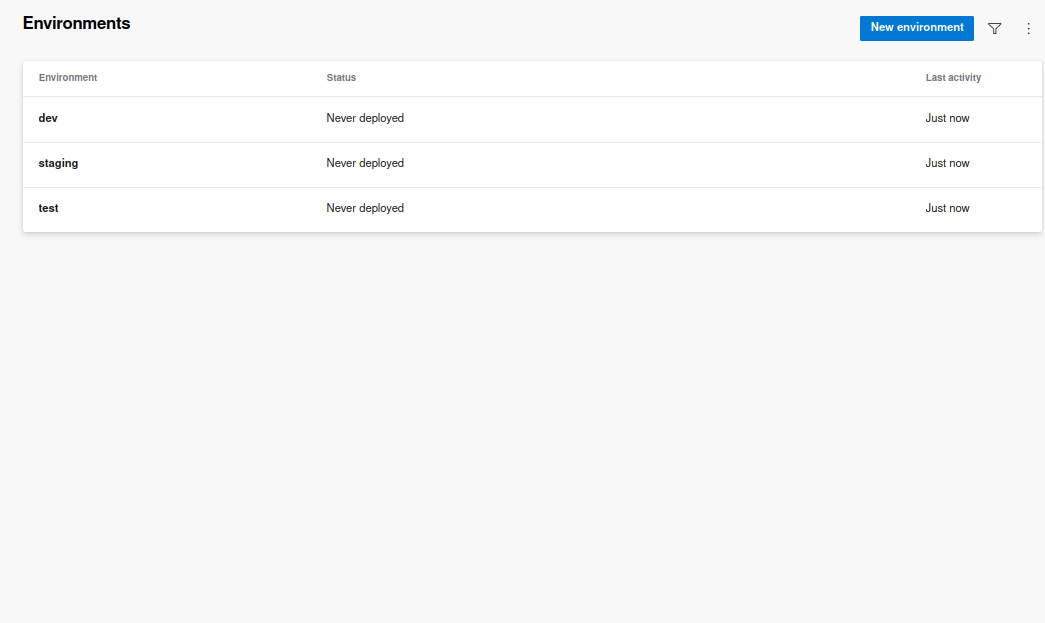 Environments
New environment
Environment Status Last activity
dev Never deployed Just now
staging Never deployed Just now
test Never deployed Just now